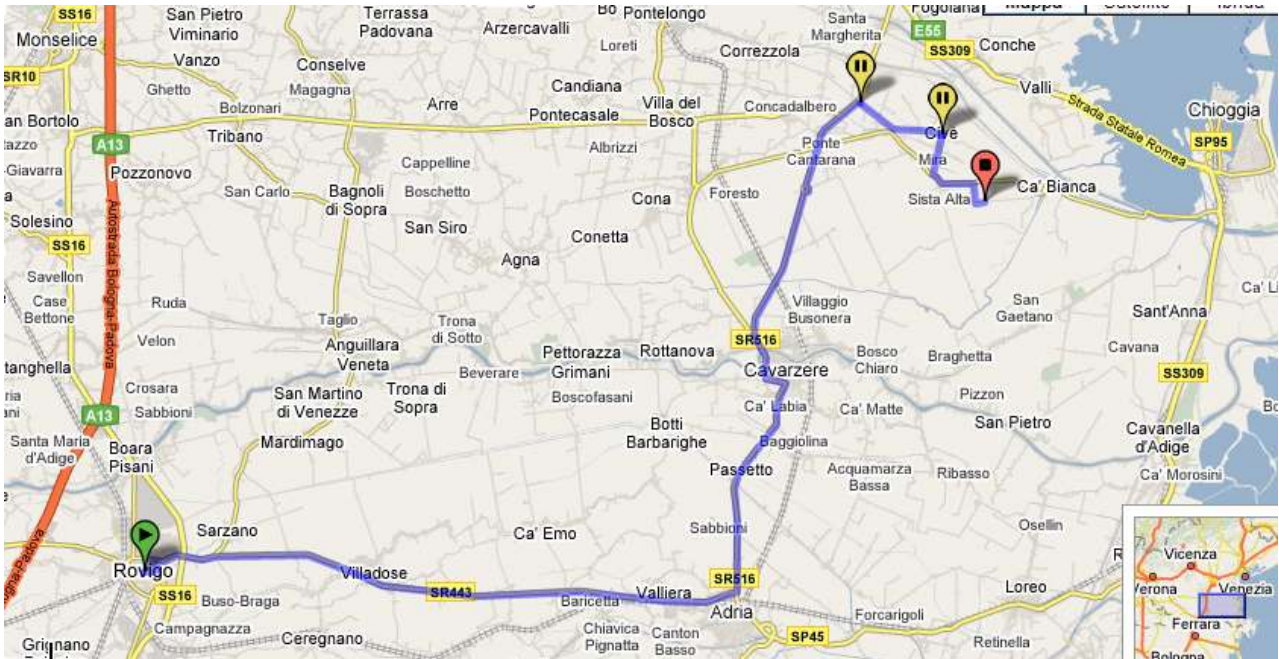 SS16
San Pietro
Viminario
Terrassa
Padovana
Bo
Pontelongo
Santa
Margherita
Mappa
Satellite
Monselice
Arzercavalli
Loreti
Correzzola
E55
SS309
Conche
Vanzo
Conselve
SR10
Ghetto
Magagna
Candiana
Valli
Bolzonari
Arre
Pontecasale
Villa del
Bosco
Concadalbero
Strada Statale Romea
Chioggia
an Bortolo
Tribano
Civè
A13
Albrizzi
Ponte
Cantarana
Mira
SP95
Giavarra
Pozzonovo
Cappelline
San Carlo
Bagnoli
di Sopra
Boschetto
Cona
Foresto
Sista Alta
Ca' Bianca
Solesino
Autostrada Bologna-Padova
San Siro
Conetta
SS16
Agna
Savellon
Case
Bettone
Ruda
Villaggio
Busonera
San
Gaetano
Sant'Anna
Taglio
Trona
di Sotto
Velon
Anguillara
Veneta
SR516
Pettorazza
Grimani
Rottanova
Bosco
Chiaro
Braghetta
Cavana
tanghella
Beverare
Cavarzere
SS309
Crosara
San Martino
di Venezze
Trona di
Sopra
Boscofasani
Pizzon
A13
Sabbioni
Ca' Labia
Ca' Matte
San Pietro
Botti
Barbarighe
Cavanella
d'Adige
Santa Maria
d'Adige
Boara
Pisani
Mardimago
Baggiolina
Passetto
Acquamarza
Bassa
Ribasso
Ca' Morosini
Sarzano
Ca' Emo
Sabbioni
Osellin
Rovigo
Villadose
SR516
Vicenza
SS16
Buso-Braga
SR443
Baricetta
Valliera
Adria
Loreo
Verona
Venezia
Campagnazza
Ceregnano
Chiavica
Pignatta
Canton
Basso
SP45
Forcarigoli
Retinella
Ferrara
Grignano
Bologna